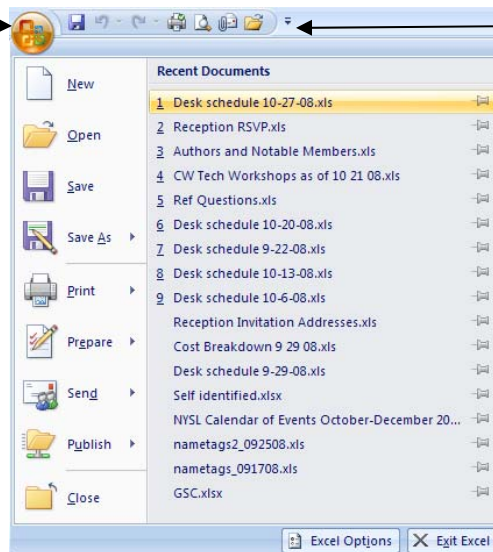 New
Open
Save
Save As
Print
Prepare
Send
Publish
Close
Recent Documents
1 Desk schedule 10-27-08.xls
2 Reception RSVP.xls
3 Authors and Notable Members.xls
4 CW Tech Workshops as of 10 21 08.xls
5 Ref Questions.xls
6 Desk schedule 10-20-08.xls
7 Desk schedule 9-22-08.xls
8 Desk schedule 10-13-08.xls
9 Desk schedule 10-6-08.xls
Reception Invitation Addresses.xls
Cost Breakdown 9 29 08.xls
Desk schedule 9-29-08.xls
Self identified.xlsx
NYSL Calendar of Events October-December 20...
nametags2_092508.xls
nametags_091708.xls
GSC.xlsx
Excel Options
Exit Excel